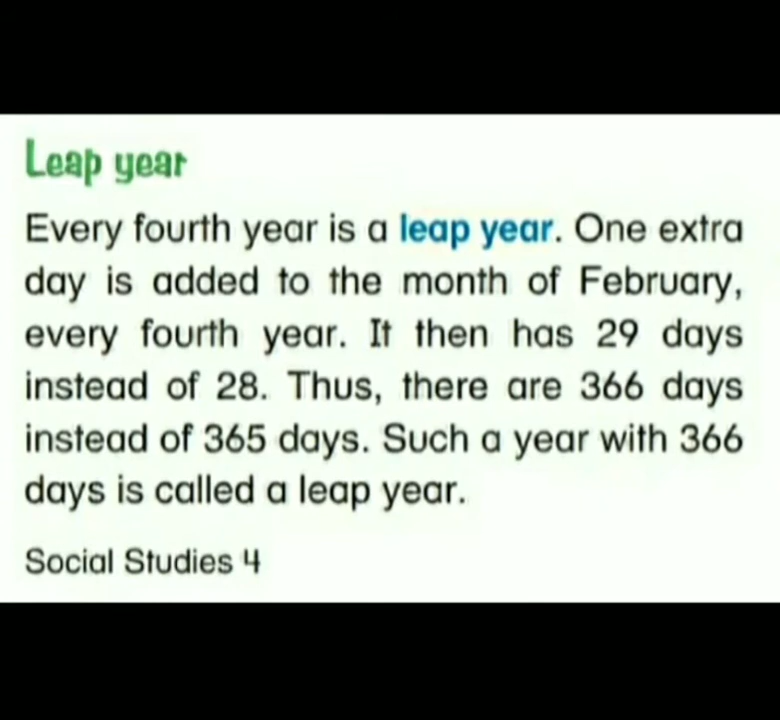 Leap year
Every fourth year is a leap year. One extra
day is added to the month of February,
every fourth year. It then has 29 days
instead of 28. Thus, there are 366 days
instead of 365 days. Such a year with 366
days is called a leap year.
Social Studies 4